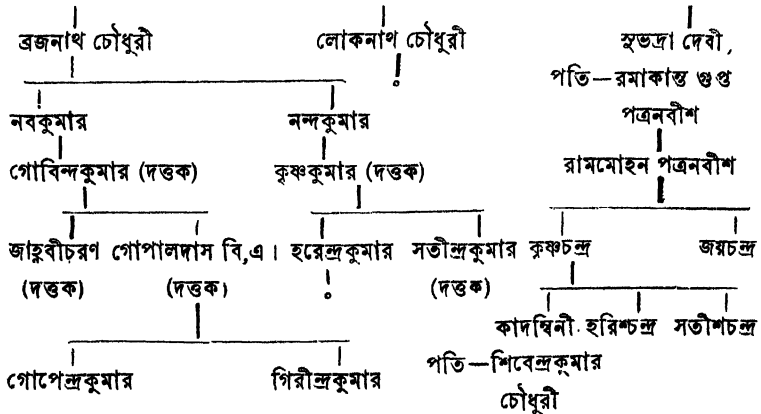 ব্রজনাথ চৌধুরী লোকনাথ চৌধুরী সুভদ্রা দেবী,
পতি—রমাকান্ত গুপ্ত
নবকুমার নন্দকুমার পত্রনবীশ
গোবিন্দকুমার (দত্তক) কৃষ্ণকুমার (দত্তক) রামমোহন পত্রনবীশ
জাহ্নবীচরণ গোপালদাস বি,এ। হরেন্দ্রকুমার সতীন্দ্রকুমার কৃষ্ণচন্দ্র জয়চন্দ্র
(দত্তক) (দত্তক) (দত্তক)
কাদম্বিনী হরিশ্চন্দ্র সতীশচন্দ্র
গোপেন্দ্রকুমার গিরীন্দ্রকুমার পতি—শিবেন্দ্রকুমার
চৌধুরী